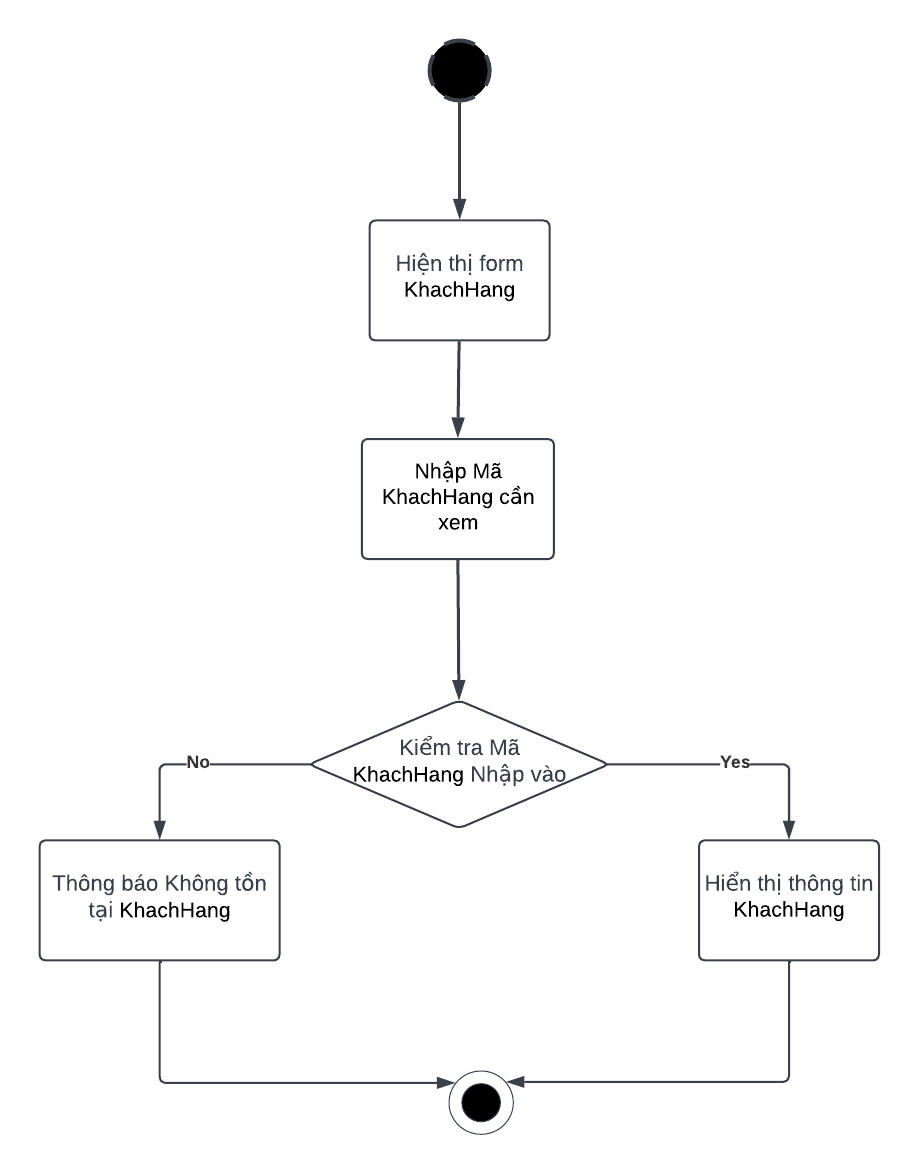 Hiện thị form
KhachHang
Nhập Mã
KhachHang cần
xem
Kiểm tra Mã
KhachHang Nhập vào
No
Yes
Thông báo Không tồn
tại KhachHang
Hiển thị thông tin
KhachHang